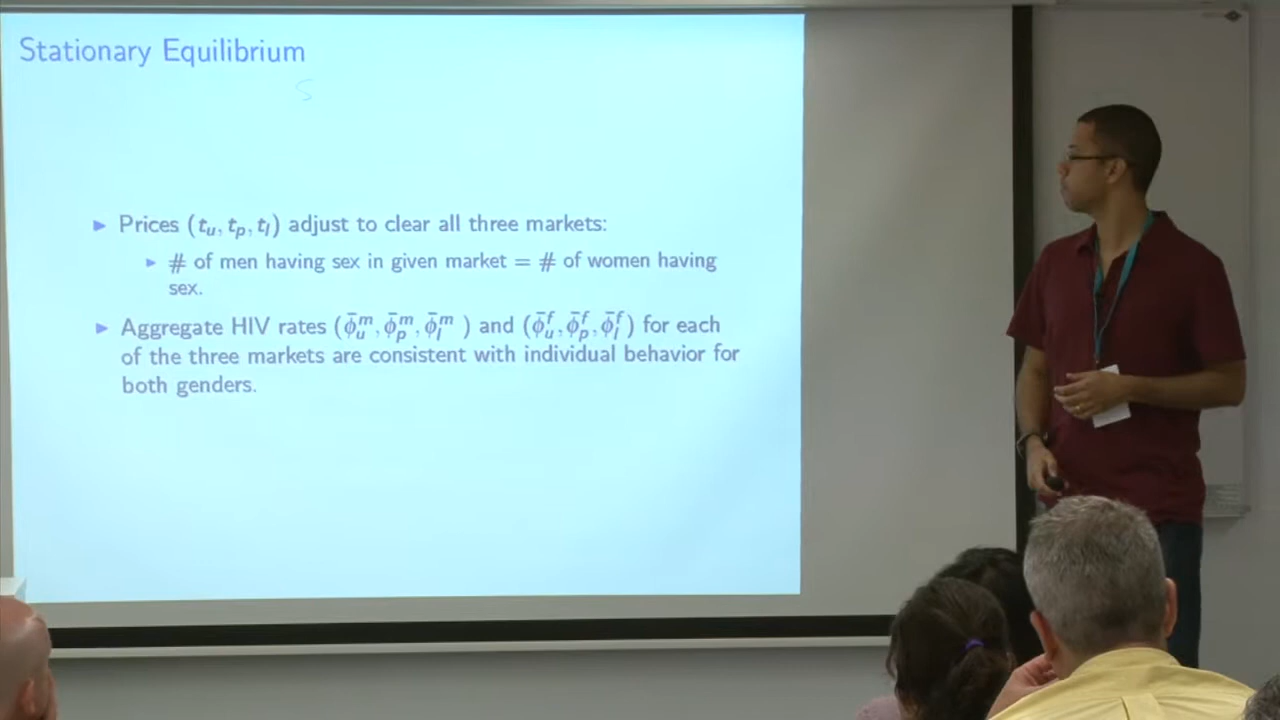 Stationary Equilibrium
S
▶ Prices (t_u, t_p, t_l) adjust to clear all three markets:
▶ # of men having sex in given market = # of women having
sex.
▶ Aggregate HIV rates (ϕ̄_u^m, ϕ̄_p^m, ϕ̄_l^m ) and (ϕ̄_u^f, ϕ̄_p^f, ϕ̄_l^f) for each
of the three markets are consistent with individual behavior for
both genders.